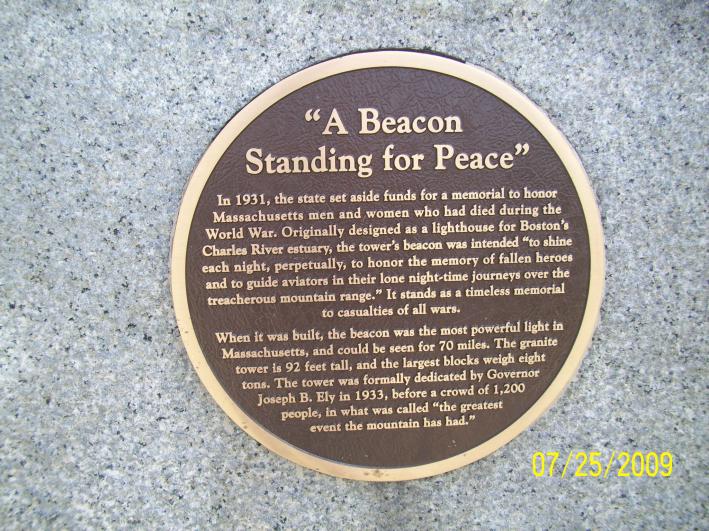 “A Beacon
Standing for Peace”
In 1931, the state set aside funds for a memorial to honor
Massachusetts men and women who had died during the
World War. Originally designed as a lighthouse for Boston’s
Charles River estuary, the tower’s beacon was intended “to shine
each night, perpetually, to honor the memory of fallen heroes
and to guide aviators in their lone night-time journeys over the
treacherous mountain range.” It stands as a timeless memorial
to casualties of all wars.
When it was built, the beacon was the most powerful light in
Massachusetts, and could be seen for 70 miles. The granite
tower is 92 feet tall, and the largest blocks weigh eight
tons. The tower was formally dedicated by Governor
Joseph B. Ely in 1933, before a crowd of 1,200
people, in what was called “the greatest
event the mountain has had.”
07/25/2009